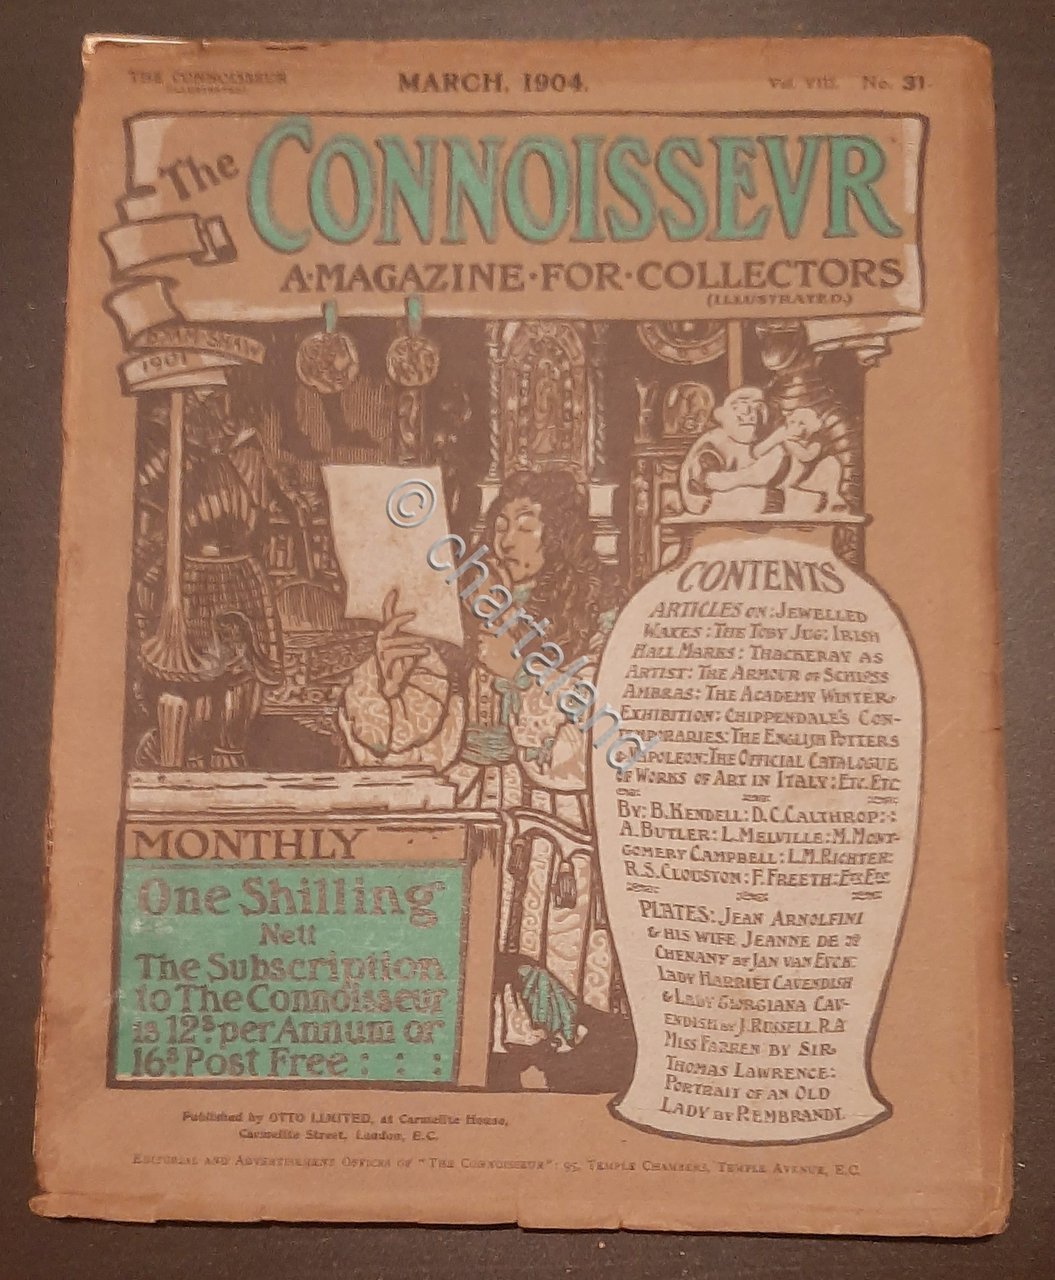 THE CONNOISSEUR
(ILLUSTRATED)
MARCH, 1904.
Vol. VIII. No. 31.
The CONNOISSEVR
A·MAGAZINE·FOR·COLLECTORS
(ILLUSTRATED.)
BYAM·SHAW
1901
© chartaland
CONTENTS
ARTICLES ON: JEWELLED
WAXES: THE TOBY JUG: IRISH
HALL MARKS: THACKERAY AS
ARTIST: THE ARMOUR OF SCHLOSS
AMBRAS: THE ACADEMY WINTER
EXHIBITION: CHIPPENDALE'S CON-
TEMPORARIES: THE ENGLISH POTTERS
& NAPOLEON: THE OFFICIAL CATALOGUE
OF WORKS OF ART IN ITALY: ETC. ETC
BY: B. KENDELL: D.C. CALTHROP::
A. BUTLER: L. MELVILLE: M. MONT-
GOMERY CAMPBELL: L.M. RICHTER:
R.S. CLOUSTON: F. FREETH: ETC. ETC.
PLATES: JEAN ARNOLFINI
& HIS WIFE JEANNE DE
CHENANY BY JAN VAN EYCK:
LADY HARRIET CAVENDISH
& LADY GEORGIANA CAV-
ENDISH BY J. RUSSELL R.A
MISS FARREN BY SIR
THOMAS LAWRENCE:
PORTRAIT OF AN OLD
LADY BY REMBRANDT.
MONTHLY
One Shilling
Nett
The Subscription
to The Connoisseur
is 12s. per Annum or
16s. Post Free : : :
Published by OTTO LIMITED, at Carmelite House,
Carmelite Street, London, E.C.
EDITORIAL AND ADVERTISEMENT OFFICES OF "THE CONNOISSEUR": 95, TEMPLE CHAMBERS, TEMPLE AVENUE, E.C.